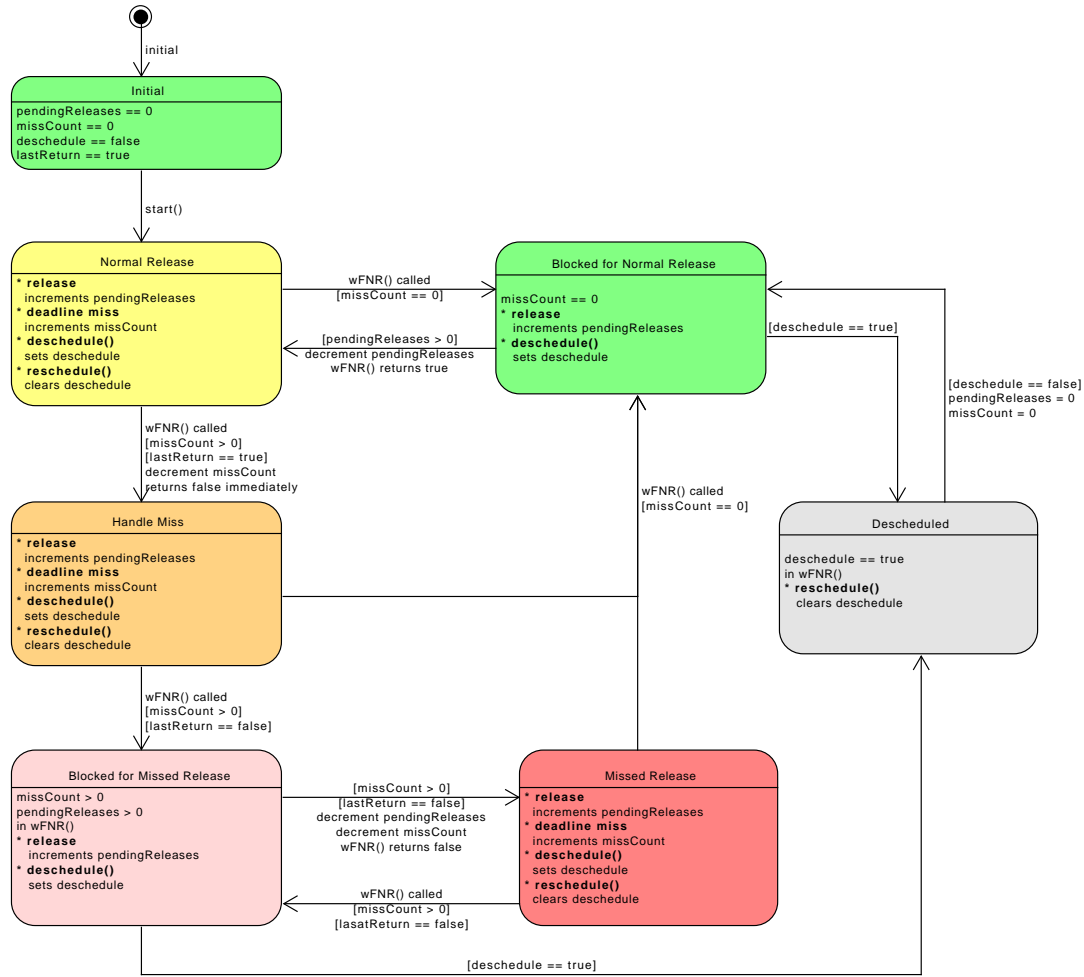 initial
Initial
pendingReleases == 0
missCount == 0
deschedule == false
lastReturn == true
start()
Normal Release
* release
increments pendingReleases
* deadline miss
increments missCount
* deschedule()
sets deschedule
* reschedule()
clears deschedule
wFNR() called
[missCount == 0]
[pendingReleases > 0]
decrement pendingReleases
wFNR() returns true
Blocked for Normal Release
missCount == 0
* release
increments pendingReleases
* deschedule()
sets deschedule
[deschedule == true]
[deschedule == false]
pendingReleases = 0
missCount = 0
wFNR() called
[missCount > 0]
[lastReturn == true]
decrement missCount
returns false immediately
Handle Miss
* release
increments pendingReleases
* deadline miss
increments missCount
* deschedule()
sets deschedule
* reschedule()
clears deschedule
wFNR() called
[missCount == 0]
Descheduled
deschedule == true
in wFNR()
* reschedule()
clears deschedule
wFNR() called
[missCount > 0]
[lastReturn == false]
Blocked for Missed Release
missCount > 0
pendingReleases > 0
in wFNR()
* release
increments pendingReleases
* deschedule()
sets deschedule
[missCount > 0]
[lastReturn == false]
decrement pendingReleases
decrement missCount
wFNR() returns false
wFNR() called
[missCount > 0]
[lasatReturn == false]
Missed Release
* release
increments pendingReleases
* deadline miss
increments missCount
* deschedule()
sets deschedule
* reschedule()
clears deschedule
[deschedule == true]